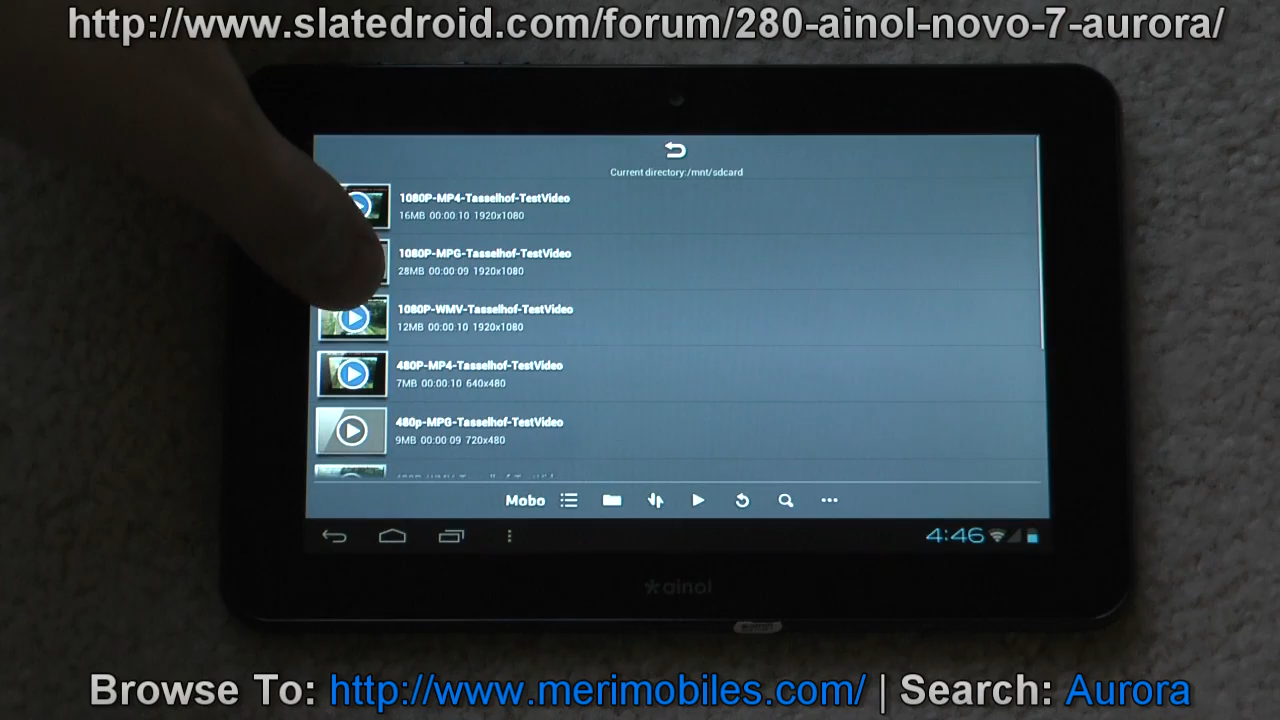 http://www.slatedroid.com/forum/280-ainol-novo-7-aurora/
Current directory:/mnt/sdcard
1080P-MP4-Tasselhof-TestVideo
16MB 00:00:10 1920x1080
1080P-MPG-Tasselhof-TestVideo
28MB 00:00:09 1920x1080
1080P-WMV-Tasselhof-TestVideo
12MB 00:00:10 1920x1080
480P-MP4-Tasselhof-TestVideo
7MB 00:00:10 640x480
480p-MPG-Tasselhof-TestVideo
9MB 00:00:09 720x480
Mobo
4:46
ainol
Browse To: http://www.merimobiles.com/ | Search: Aurora